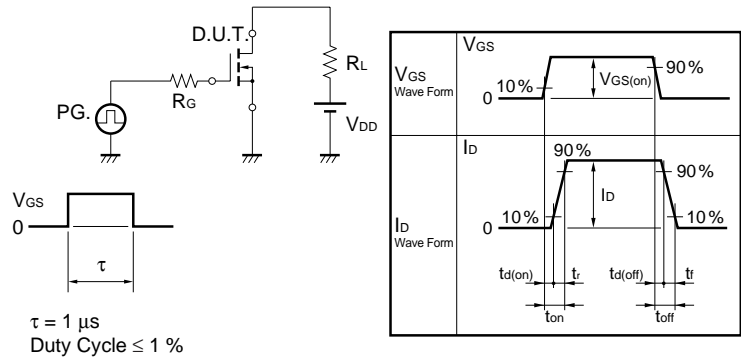 D.U.T.
RL
RG
PG.
VDD
VGS
0
τ
τ = 1 μs
Duty Cycle ≤ 1 %
VGS
Wave Form
VGS
10 %
0
VGS(on)
90 %
ID
Wave Form
ID
90 %
90 %
ID
10 %
0
10 %
td(on)
tr
td(off)
tf
ton
toff